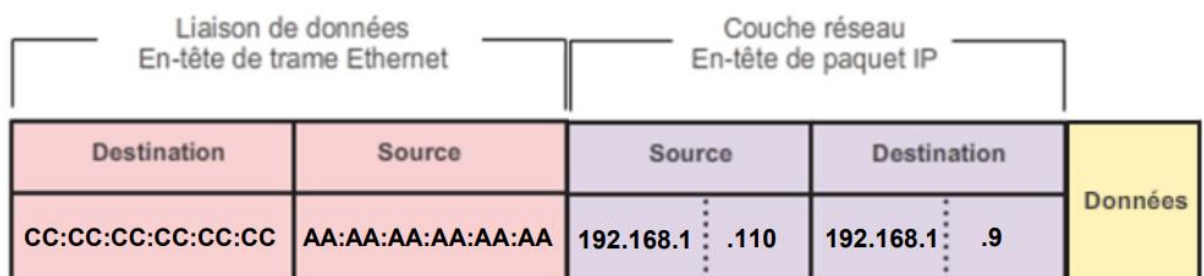 Liaison de données
En-tête de trame Ethernet
Couche réseau
En-tête de paquet IP
Destination
Source
Source
Destination
Données
CC:CC:CC:CC:CC:CC
AA:AA:AA:AA:AA:AA
192.168.1 .110
192.168.1 .9